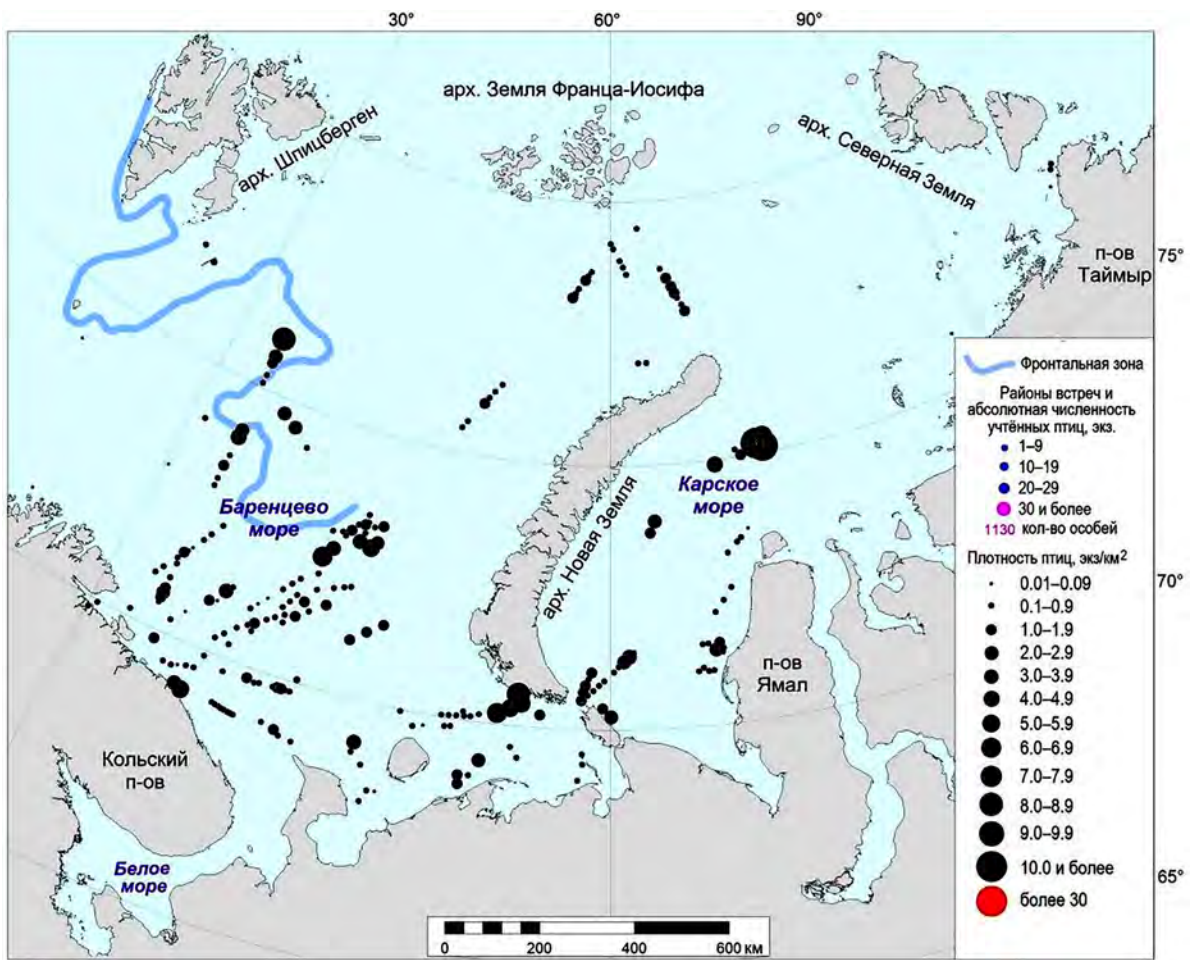 30°
60°
90°
арх. Земля Франца-Иосифа
арх. Шпицберген
арх. Северная Земля
75°
п-ов
Таймыр
Фронтальная зона
Районы встреч и
абсолютная численность
учтённых птиц, экз.
1–9
10–19
20–29
30 и более
1130 кол-во особей
Плотность птиц, экз/км²
0.01–0.09
0.1–0.9
1.0–1.9
2.0–2.9
3.0–3.9
4.0–4.9
5.0–5.9
6.0–6.9
7.0–7.9
8.0–8.9
9.0–9.9
10.0 и более
более 30
Карское
море
Баренцево
море
арх. Новая Земля
70°
п-ов
Ямал
Кольский
п-ов
Белое
море
65°
0 200 400 600 км